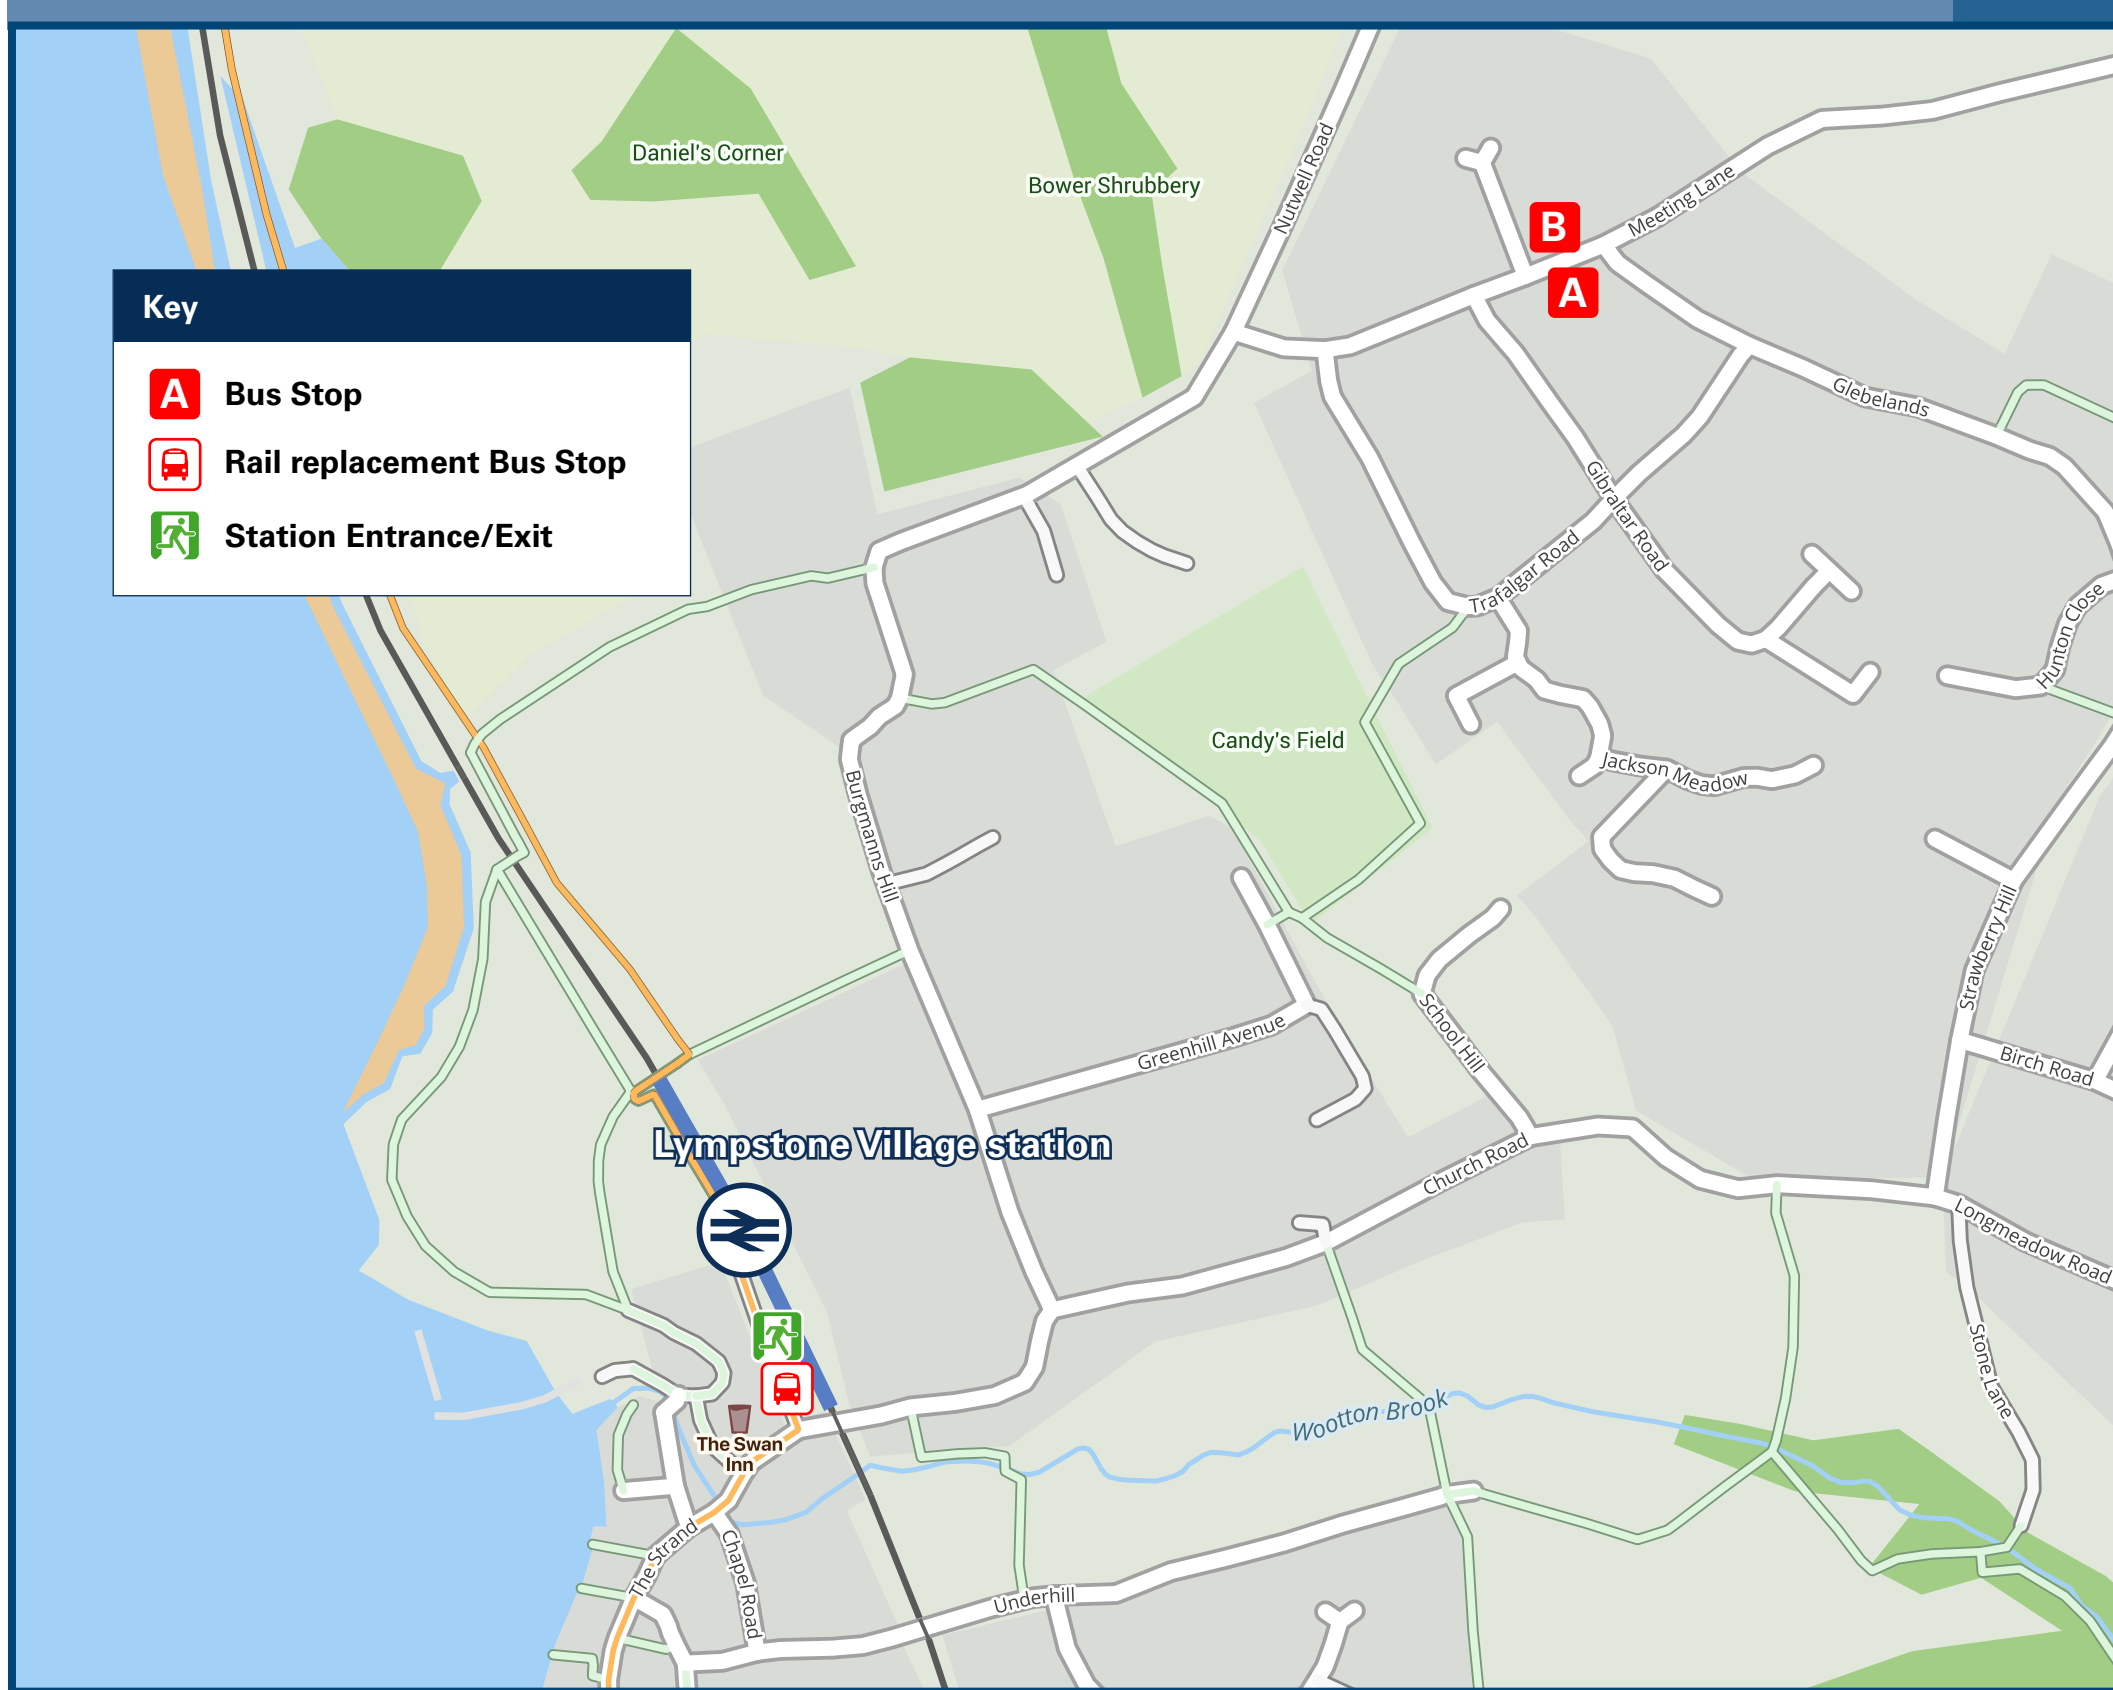 Daniel's Corner
Bower Shrubbery
Nutwell Road
Meeting Lane
B
A
Key
A Bus Stop
Rail replacement Bus Stop
Station Entrance/Exit
Glebelands
Gibraltar Road
Trafalgar Road
Hunton Close
Candy's Field
Jackson Meadow
Burgmanns Hill
Strawberry Hill
School Hill
Greenhill Avenue
Birch Road
Lympstone Village station
Church Road
Longmeadow Road
Stone Lane
Wootton Brook
The Swan
Inn
The Strand
Chapel Road
Underhill